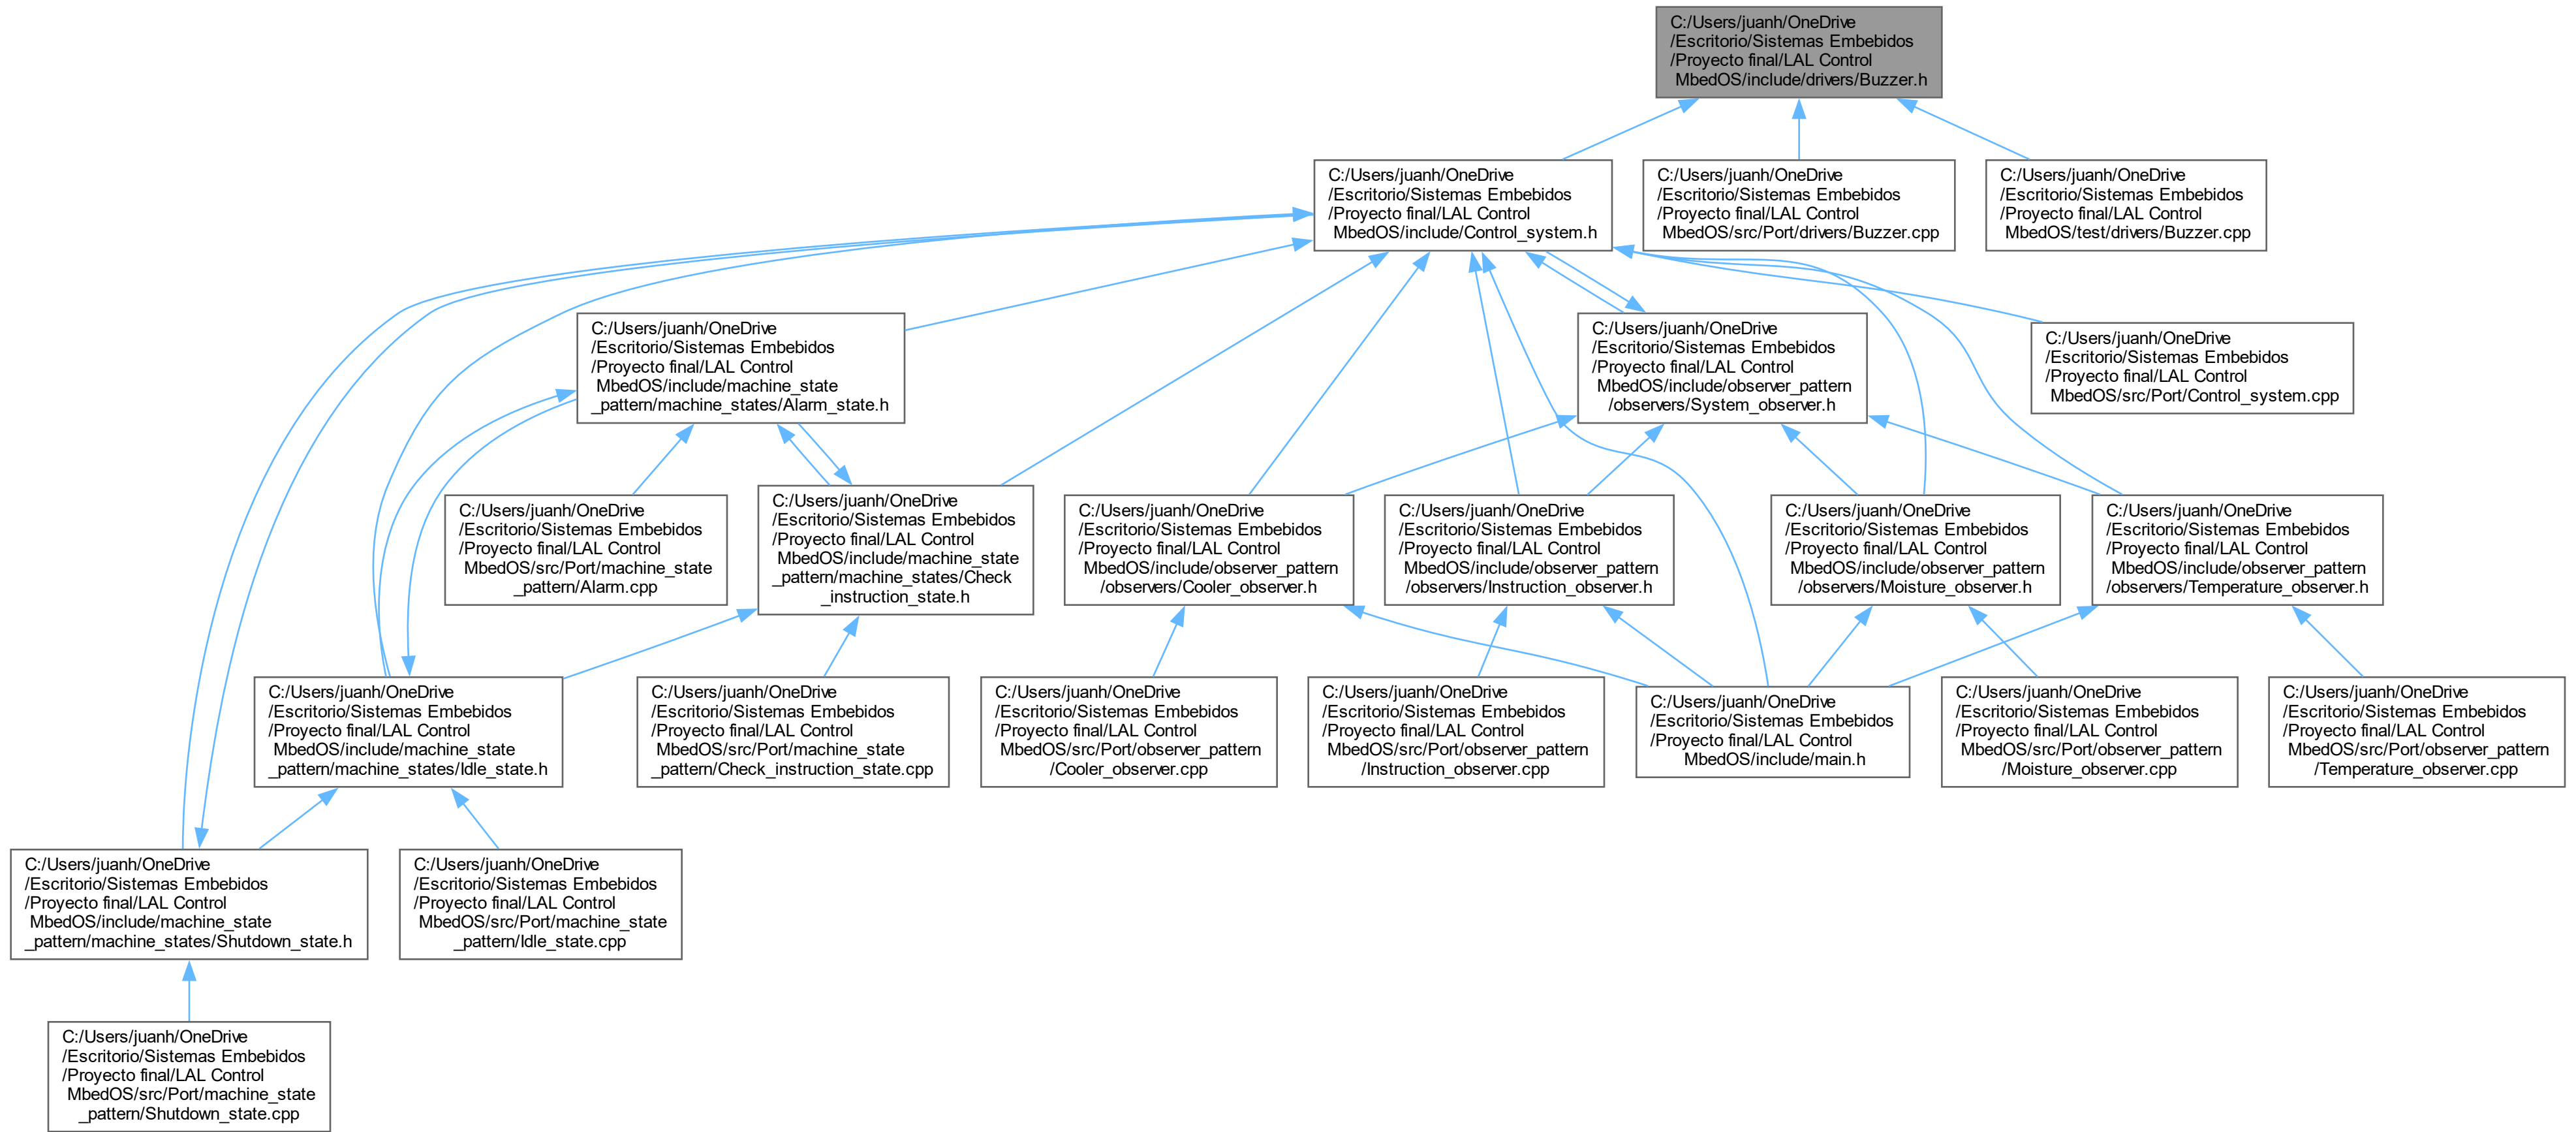 C:/Users/juanh/OneDrive
/Escritorio/Sistemas Embebidos
/Proyecto final/LAL Control
MbedOS/include/drivers/Buzzer.h
C:/Users/juanh/OneDrive
/Escritorio/Sistemas Embebidos
/Proyecto final/LAL Control
MbedOS/include/Control_system.h
C:/Users/juanh/OneDrive
/Escritorio/Sistemas Embebidos
/Proyecto final/LAL Control
MbedOS/src/Port/drivers/Buzzer.cpp
C:/Users/juanh/OneDrive
/Escritorio/Sistemas Embebidos
/Proyecto final/LAL Control
MbedOS/test/drivers/Buzzer.cpp
C:/Users/juanh/OneDrive
/Escritorio/Sistemas Embebidos
/Proyecto final/LAL Control
MbedOS/include/machine_state
_pattern/machine_states/Alarm_state.h
C:/Users/juanh/OneDrive
/Escritorio/Sistemas Embebidos
/Proyecto final/LAL Control
MbedOS/include/observer_pattern
/observers/System_observer.h
C:/Users/juanh/OneDrive
/Escritorio/Sistemas Embebidos
/Proyecto final/LAL Control
MbedOS/src/Port/Control_system.cpp
C:/Users/juanh/OneDrive
/Escritorio/Sistemas Embebidos
/Proyecto final/LAL Control
MbedOS/src/Port/machine_state
_pattern/Alarm.cpp
C:/Users/juanh/OneDrive
/Escritorio/Sistemas Embebidos
/Proyecto final/LAL Control
MbedOS/include/machine_state
_pattern/machine_states/Check
_instruction_state.h
C:/Users/juanh/OneDrive
/Escritorio/Sistemas Embebidos
/Proyecto final/LAL Control
MbedOS/include/observer_pattern
/observers/Cooler_observer.h
C:/Users/juanh/OneDrive
/Escritorio/Sistemas Embebidos
/Proyecto final/LAL Control
MbedOS/include/observer_pattern
/observers/Instruction_observer.h
C:/Users/juanh/OneDrive
/Escritorio/Sistemas Embebidos
/Proyecto final/LAL Control
MbedOS/include/observer_pattern
/observers/Moisture_observer.h
C:/Users/juanh/OneDrive
/Escritorio/Sistemas Embebidos
/Proyecto final/LAL Control
MbedOS/include/observer_pattern
/observers/Temperature_observer.h
C:/Users/juanh/OneDrive
/Escritorio/Sistemas Embebidos
/Proyecto final/LAL Control
MbedOS/include/machine_state
_pattern/machine_states/Idle_state.h
C:/Users/juanh/OneDrive
/Escritorio/Sistemas Embebidos
/Proyecto final/LAL Control
MbedOS/src/Port/machine_state
_pattern/Check_instruction_state.cpp
C:/Users/juanh/OneDrive
/Escritorio/Sistemas Embebidos
/Proyecto final/LAL Control
MbedOS/src/Port/observer_pattern
/Cooler_observer.cpp
C:/Users/juanh/OneDrive
/Escritorio/Sistemas Embebidos
/Proyecto final/LAL Control
MbedOS/src/Port/observer_pattern
/Instruction_observer.cpp
C:/Users/juanh/OneDrive
/Escritorio/Sistemas Embebidos
/Proyecto final/LAL Control
MbedOS/include/main.h
C:/Users/juanh/OneDrive
/Escritorio/Sistemas Embebidos
/Proyecto final/LAL Control
MbedOS/src/Port/observer_pattern
/Moisture_observer.cpp
C:/Users/juanh/OneDrive
/Escritorio/Sistemas Embebidos
/Proyecto final/LAL Control
MbedOS/src/Port/observer_pattern
/Temperature_observer.cpp
C:/Users/juanh/OneDrive
/Escritorio/Sistemas Embebidos
/Proyecto final/LAL Control
MbedOS/include/machine_state
_pattern/machine_states/Shutdown_state.h
C:/Users/juanh/OneDrive
/Escritorio/Sistemas Embebidos
/Proyecto final/LAL Control
MbedOS/src/Port/machine_state
_pattern/Idle_state.cpp
C:/Users/juanh/OneDrive
/Escritorio/Sistemas Embebidos
/Proyecto final/LAL Control
MbedOS/src/Port/machine_state
_pattern/Shutdown_state.cpp